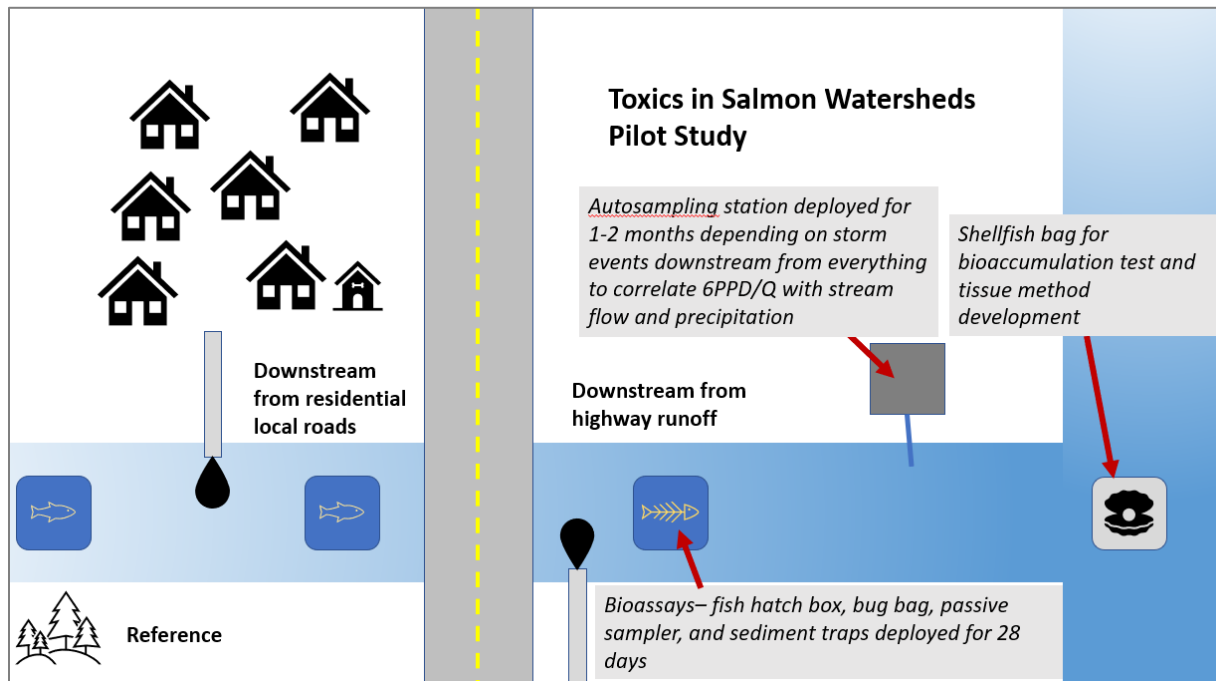 Toxics in Salmon Watersheds
Pilot Study
Autosampling station deployed for
1-2 months depending on storm
events downstream from everything
to correlate 6PPD/Q with stream
flow and precipitation
Shellfish bag for
bioaccumulation test and
tissue method
development
Downstream
from residential
local roads
Downstream from
highway runoff
Bioassays– fish hatch box, bug bag, passive
sampler, and sediment traps deployed for 28
days
Reference